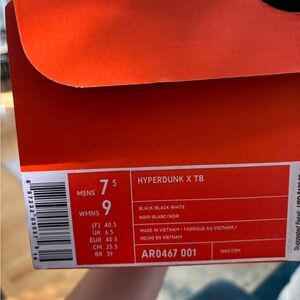 HYPERDUNK X TB
MENS 7.5
WMNS 9
BLACK/BLACK WHITE
NOIR/BLANC/NOIR
(F) 40.5
UK 6.5
EUR 40.5
CM 25.5
BR 39
MADE IN VIETNAM / FABRIQUE AU VIETNAM /
HECHO EN VIETNAM
AR0467 001
NIKE.COM